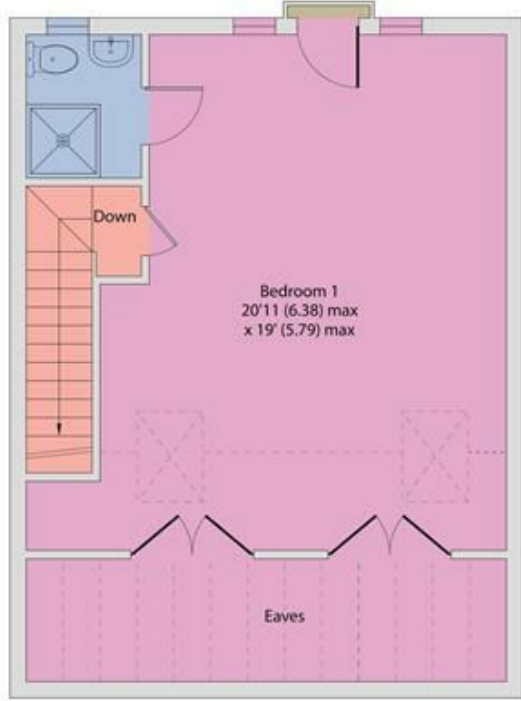 Down
Bedroom 1
20'11 (6.38) max
x 19' (5.79) max
Eaves